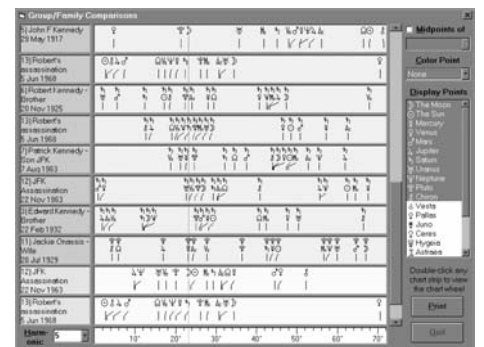 Group/Family Comparisons
5) John F Kennedy
29 May 1917
13) Robert's
assassination
5 Jun 1968
8) Robert Kennedy -
Brother
20 Nov 1925
13) Robert's
assassination
5 Jun 1968
7) Patrick Kennedy -
Son JFK
7 Aug 1963
12) JFK
Assassination
22 Nov 1963
3) Edward Kennedy -
Brother
22 Feb 1932
11) Jackie Onassis -
Wife
28 Jul 1929
12) JFK
Assassination
22 Nov 1963
13) Robert's
assassination
5 Jun 1968
Harm-
onic: 5
10° 20° 30° 40° 50° 60° 70°
Midpoints of
Color Point
None
Display Points
The Moon
The Sun
Mercury
Venus
Mars
Jupiter
Saturn
Uranus
Neptune
Pluto
Chiron
Vesta
Pallas
Juno
Ceres
Hygeia
Astraea
Double-click any
chart strip to view
the chart wheel
Print
Quit